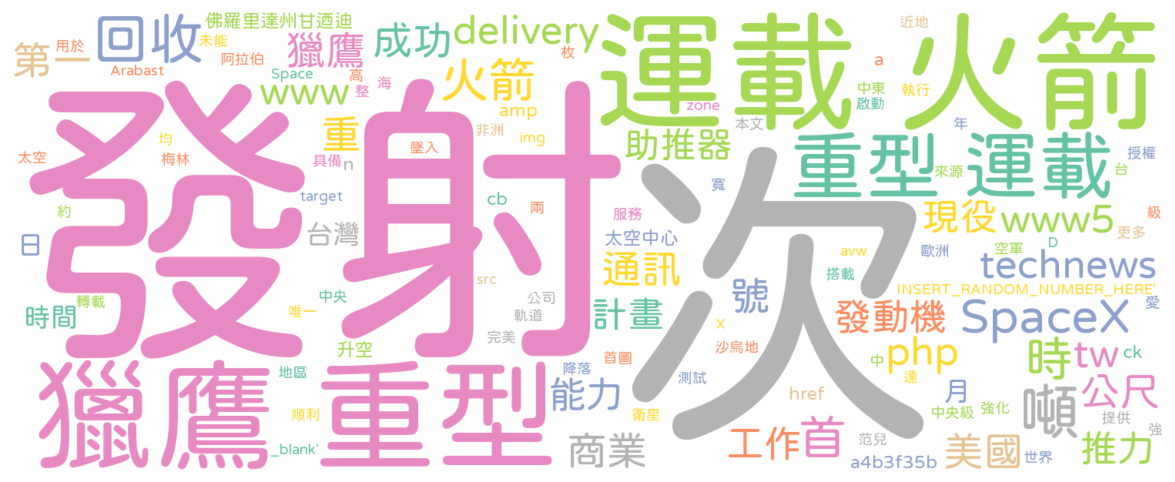 發射
次
運載火箭
獵鷹重型
重型運載
回收
第一
用於
佛羅里達州甘迺迪
未能
獵鷹
成功
delivery
近地
Arabast
阿拉伯
Space
高
海
整
www
火箭
枚
a
zone
中東
執行
啟動
amp
均
梅林
太空
重
img
非洲
本文
年
助推器
具備
n
墜入
target
cb
兩
來源
台
授權
寬
服務
現役
www5
級
更多
約
日
台灣
太空中心
avw
歐洲
空軍
D
通訊
搭載
technews
src
INSERT_RANDOM_NUMBER_HERE'
愛
轉載
中央
公司
時間
唯一
軌道
計畫
號
發動機
SpaceX
完美
X
升空
沙烏地
時
tw
ck
php
中
首圖
地區
降落
能力
測試
達
href
月
公尺
噸
中央級
強化
提供
強
順利
衛星
工作
首
范兒
美國
推力
_blank'
商業
a4b3f35b
世界